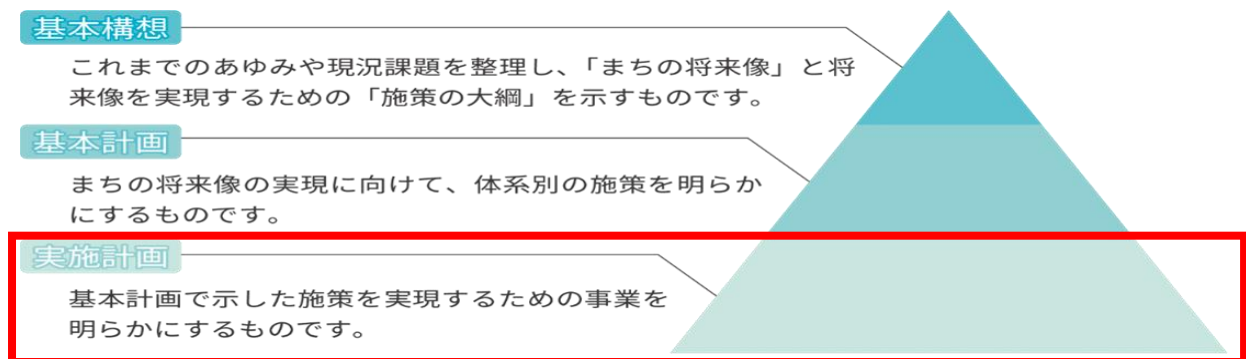 基本構想
これまでのあゆみや現況課題を整理し、「まちの将来像」と将
来像を実現するための「施策の大綱」を示すものです。
基本計画
まちの将来像の実現に向けて、体系別の施策を明らか
にするものです。
実施計画
基本計画で示した施策を実現するための事業を
明らかにするものです。